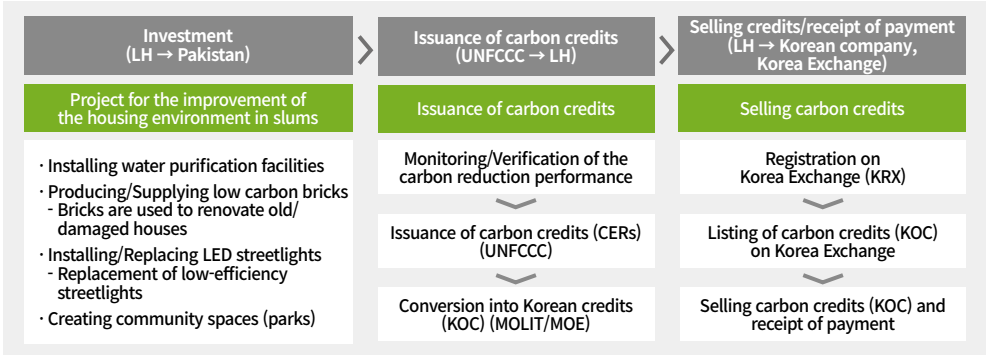 Investment
(LH → Pakistan)
Project for the improvement of
the housing environment in slums
· Installing water purification facilities
· Producing/Supplying low carbon bricks
- Bricks are used to renovate old/
damaged houses
· Installing/Replacing LED streetlights
- Replacement of low-efficiency
streetlights
· Creating community spaces (parks)
Issuance of carbon credits
(UNFCCC → LH)
Issuance of carbon credits
Monitoring/Verification of the
carbon reduction performance
Issuance of carbon credits (CERs)
(UNFCCC)
Conversion into Korean credits
(KOC) (MOLIT/MOE)
Selling credits/receipt of payment
(LH → Korean company,
Korea Exchange)
Selling carbon credits
Registration on
Korea Exchange (KRX)
Listing of carbon credits (KOC)
on Korea Exchange
Selling carbon credits (KOC) and
receipt of payment